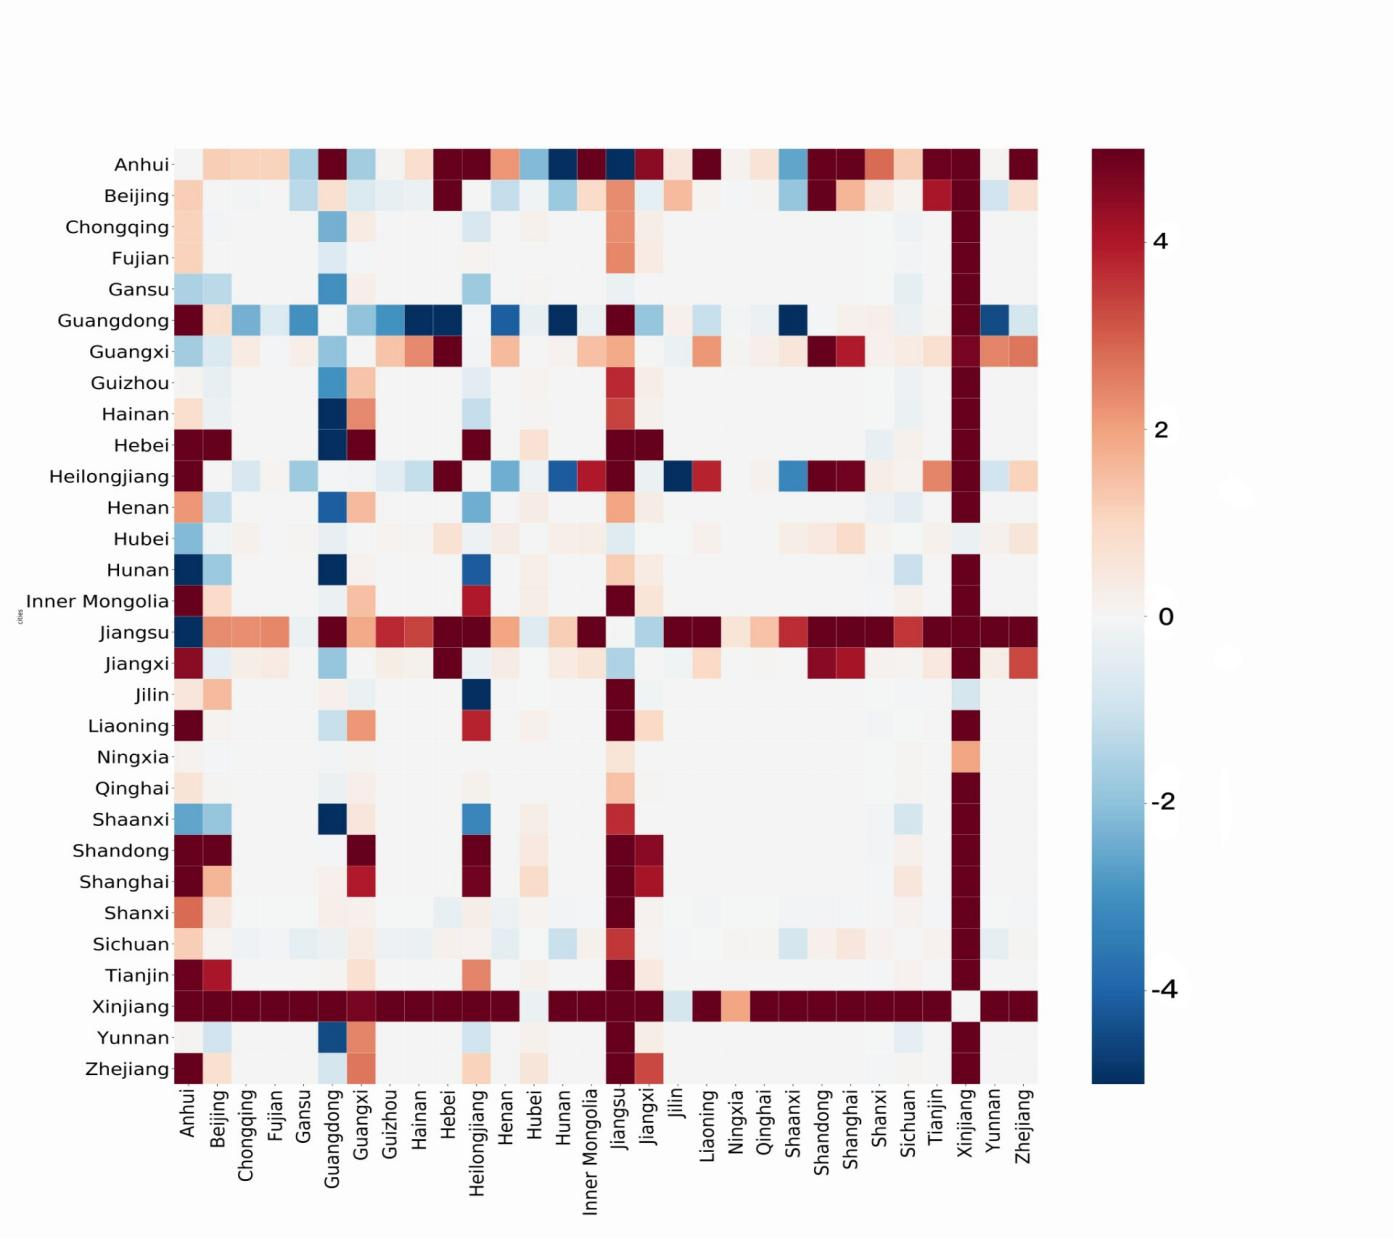 Anhui
Beijing
Chongqing
Fujian
Gansu
Guangdong
Guangxi
Guizhou
Hainan
Hebei
Heilongjiang
Henan
Hubei
Hunan
Inner Mongolia
Jiangsu
Jiangxi
Jilin
Liaoning
Ningxia
Qinghai
Shaanxi
Shandong
Shanghai
Shanxi
Sichuan
Tianjin
Xinjiang
Yunnan
Zhejiang
cities
Anhui
Beijing
Chongqing
Fujian
Gansu
Guangdong
Guangxi
Guizhou
Hainan
Hebei
Heilongjiang
Henan
Hubei
Hunan
Inner Mongolia
Jiangsu
Jiangxi
Jilin
Liaoning
Ningxia
Qinghai
Shaanxi
Shandong
Shanghai
Shanxi
Sichuan
Tianjin
Xinjiang
Yunnan
Zhejiang
4
2
0
-2
-4